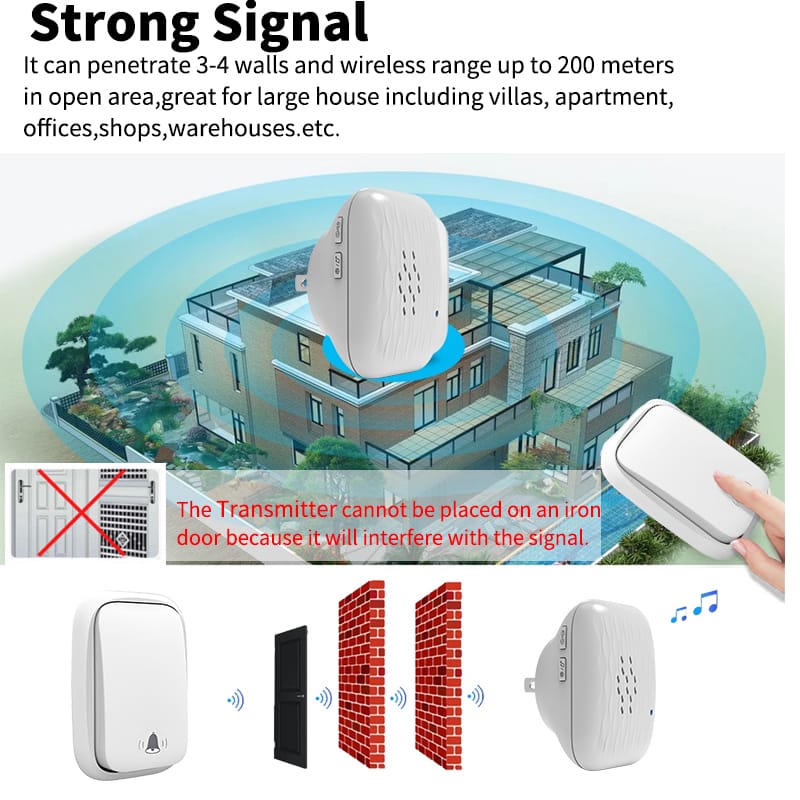 Strong Signal
It can penetrate 3-4 walls and wireless range up to 200 meters
in open area,great for large house including villas, apartment,
offices,shops,warehouses.etc.
The Transmitter cannot be placed on an iron
door because it will interfere with the signal.